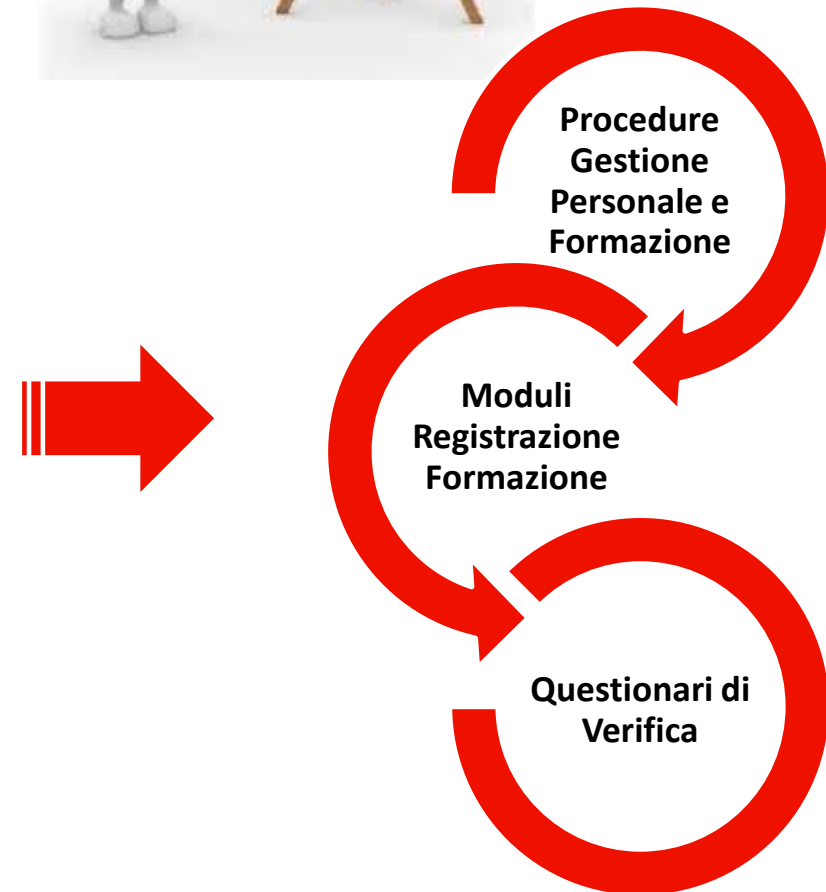 Procedure
Gestione
Personale e
Formazione
Moduli
Registrazione
Formazione
Questionari di
Verifica